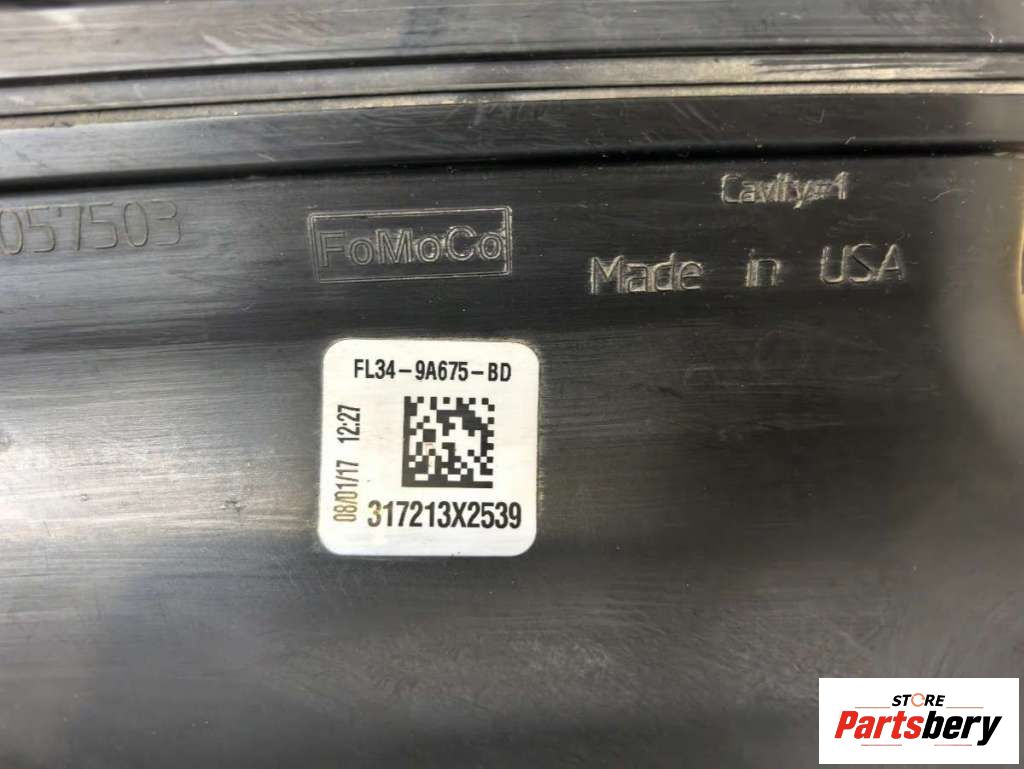 Cavity=1
057503
FoMoCo
Made in USA
FL34-9A675-BD
08/01/17 12:27
317213X2539
STORE
Partsbery